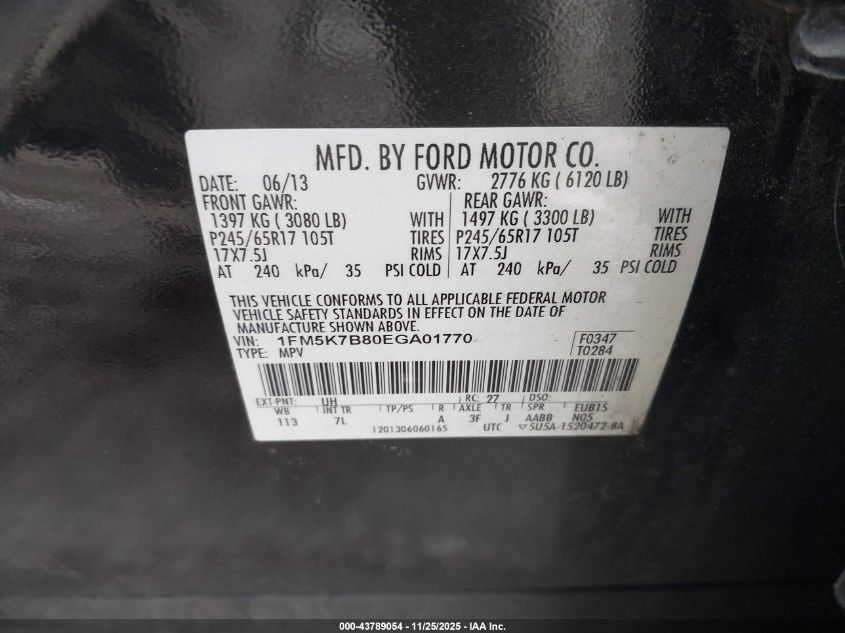 MFD. BY FORD MOTOR CO.
DATE: 06/13 GVWR: 2776 KG ( 6120 LB)
FRONT GAWR: REAR GAWR:
1397 KG ( 3080 LB) WITH 1497 KG ( 3300 LB) WITH
P245/65R17 105T TIRES P245/65R17 105T TIRES
17X7.5J RIMS 17X7.5J RIMS
AT 240 kPa/ 35 PSI COLD AT 240 kPa/ 35 PSI COLD
THIS VEHICLE CONFORMS TO ALL APPLICABLE FEDERAL MOTOR
VEHICLE SAFETY STANDARDS IN EFFECT ON THE DATE OF
MANUFACTURE SHOWN ABOVE.
VIN: 1FM5K7B80EGA01770 F0347
TYPE: MPV T0284
EXT PNT: UH RC: 27 DSO:
WB INT TR TP/PS R AXLE TR SPR EUB1S
113 7L A 3F J AABB N05
1201306060165 UTC ▽5U5A-1520472-BA
000-43789054 - 11/25/2025 - IAA Inc.